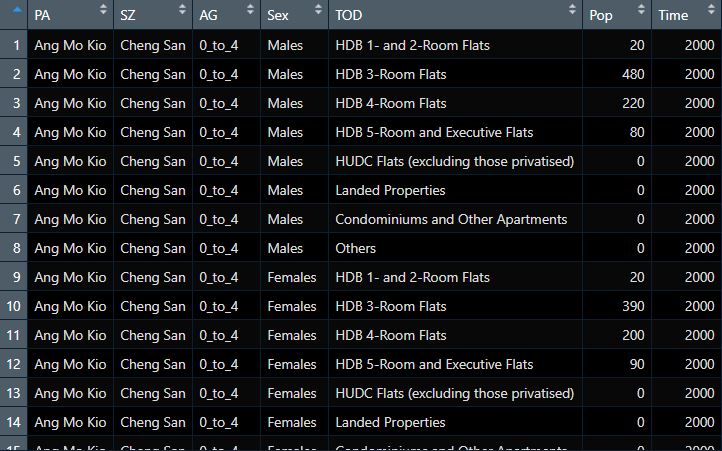 PA SZ AG Sex TOD Pop Time
1 Ang Mo Kio Cheng San 0_to_4 Males HDB 1- and 2-Room Flats 20 2000
2 Ang Mo Kio Cheng San 0_to_4 Males HDB 3-Room Flats 480 2000
3 Ang Mo Kio Cheng San 0_to_4 Males HDB 4-Room Flats 220 2000
4 Ang Mo Kio Cheng San 0_to_4 Males HDB 5-Room and Executive Flats 80 2000
5 Ang Mo Kio Cheng San 0_to_4 Males HUDC Flats (excluding those privatised) 0 2000
6 Ang Mo Kio Cheng San 0_to_4 Males Landed Properties 0 2000
7 Ang Mo Kio Cheng San 0_to_4 Males Condominiums and Other Apartments 0 2000
8 Ang Mo Kio Cheng San 0_to_4 Males Others 0 2000
9 Ang Mo Kio Cheng San 0_to_4 Females HDB 1- and 2-Room Flats 20 2000
10 Ang Mo Kio Cheng San 0_to_4 Females HDB 3-Room Flats 390 2000
11 Ang Mo Kio Cheng San 0_to_4 Females HDB 4-Room Flats 200 2000
12 Ang Mo Kio Cheng San 0_to_4 Females HDB 5-Room and Executive Flats 90 2000
13 Ang Mo Kio Cheng San 0_to_4 Females HUDC Flats (excluding those privatised) 0 2000
14 Ang Mo Kio Cheng San 0_to_4 Females Landed Properties 0 2000
15 Ang Mo Kio Cheng San 0_to_4 Females Condominiums and Other Apartments 0 2000